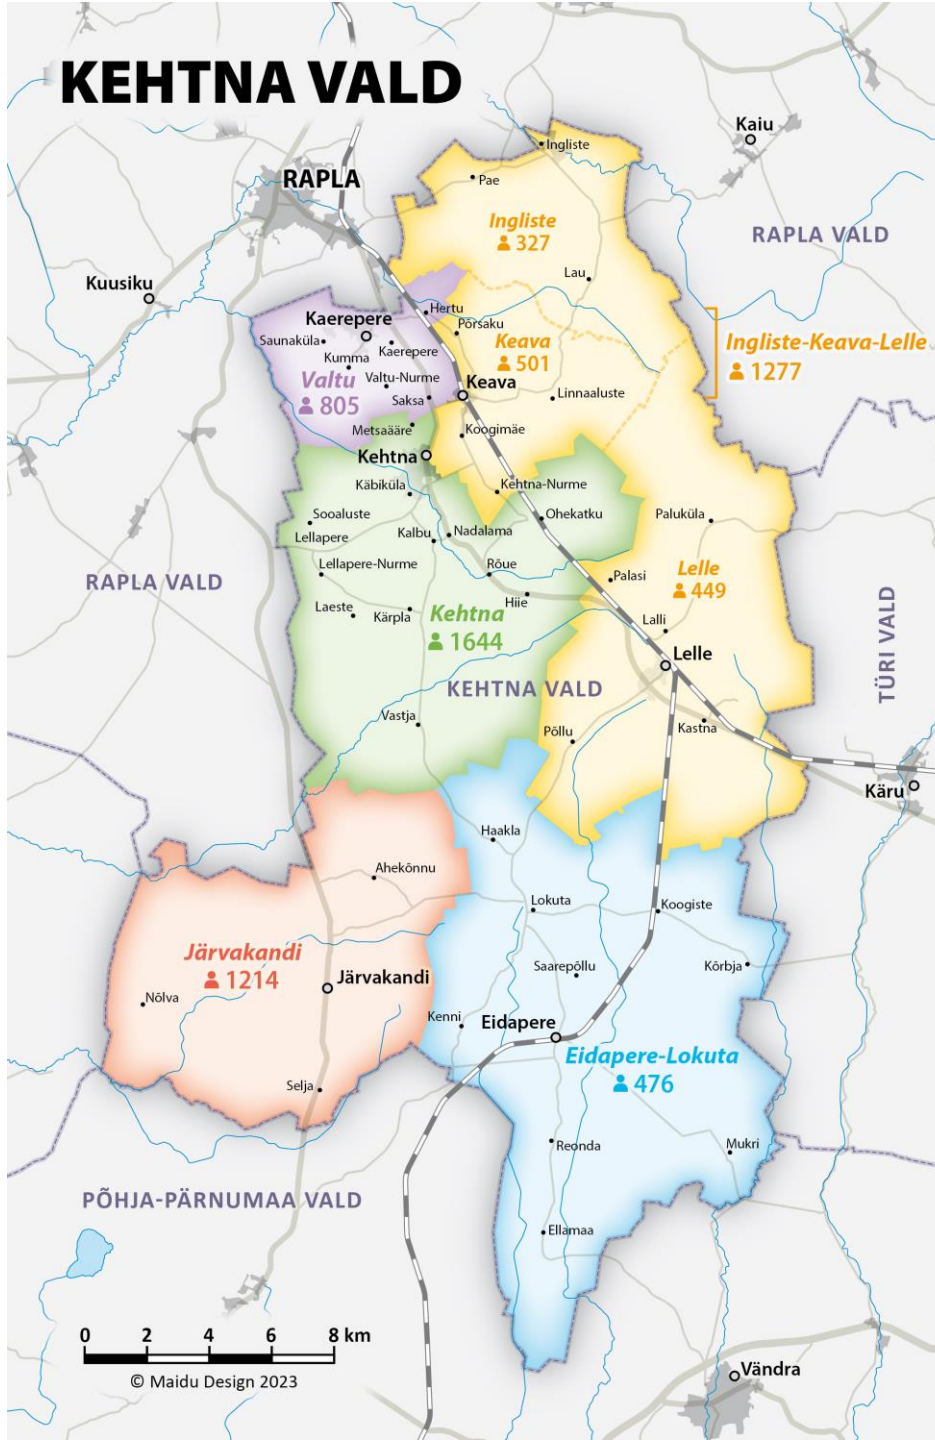 KEHTNA VALD
Kaiu
Ingliste
RAPLA
Pae
Ingliste
327
RAPLA VALD
Lau
Kuusiku
Hertu
Kaerepere
Põrsaku
Saunaküla
Kaerepere
Keava
501
Ingliste-Keava-Lelle
1277
Kumma
Valtu
805
Valtu-Nurme
Keava
Saksa
Linnaaluste
Metsaääre
Koogimäe
Kehtna
Käbiküla
Kehtna-Nurme
Sooaluste
Ohekatku
Paluküla
Lellapere
Kalbu
Nadalama
RAPLA VALD
Lellapere-Nurme
Rõue
Palasi
Lelle
449
Laeste
Kärpla
Hiie
Kehtna
1644
Lalli
Lelle
TÜRI VALD
KEHTNA VALD
Vastja
Põllu
Kastna
Käru
Haakla
Ahekõnnu
Lokuta
Koogiste
Järvakandi
1214
Järvakandi
Saarepõllu
Kõrbja
Nõlva
Kenni
Eidapere
Eidapere-Lokuta
476
Selja
Reonda
Mukri
PÕHJA-PÄRNUMAA VALD
Ellamaa
0 2 4 6 8 km
© Maidu Design 2023
Vändra